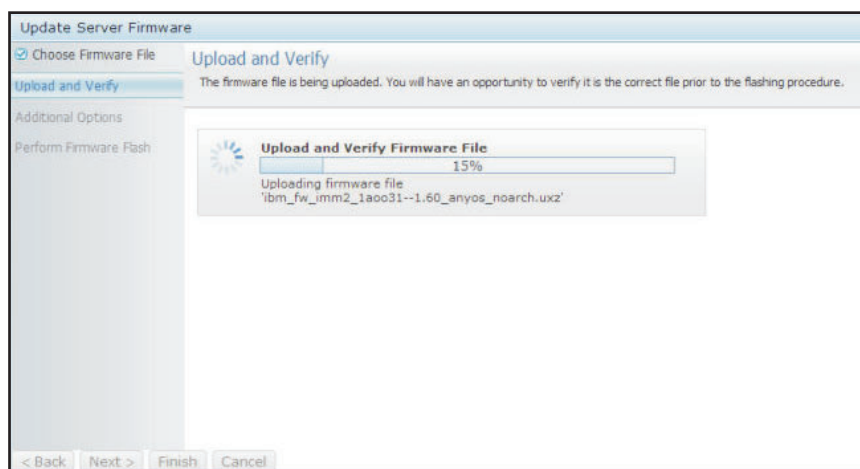 Update Server Firmware
Choose Firmware File
Upload and Verify
Additional Options
Perform Firmware Flash
Upload and Verify
The firmware file is being uploaded. You will have an opportunity to verify it is the correct file prior to the flashing procedure.
Upload and Verify Firmware File
15%
Uploading firmware file
'ibm_fw_imm2_1aoo31--1.60_anyos_noarch.uxz'
< Back
Next >
Finish
Cancel